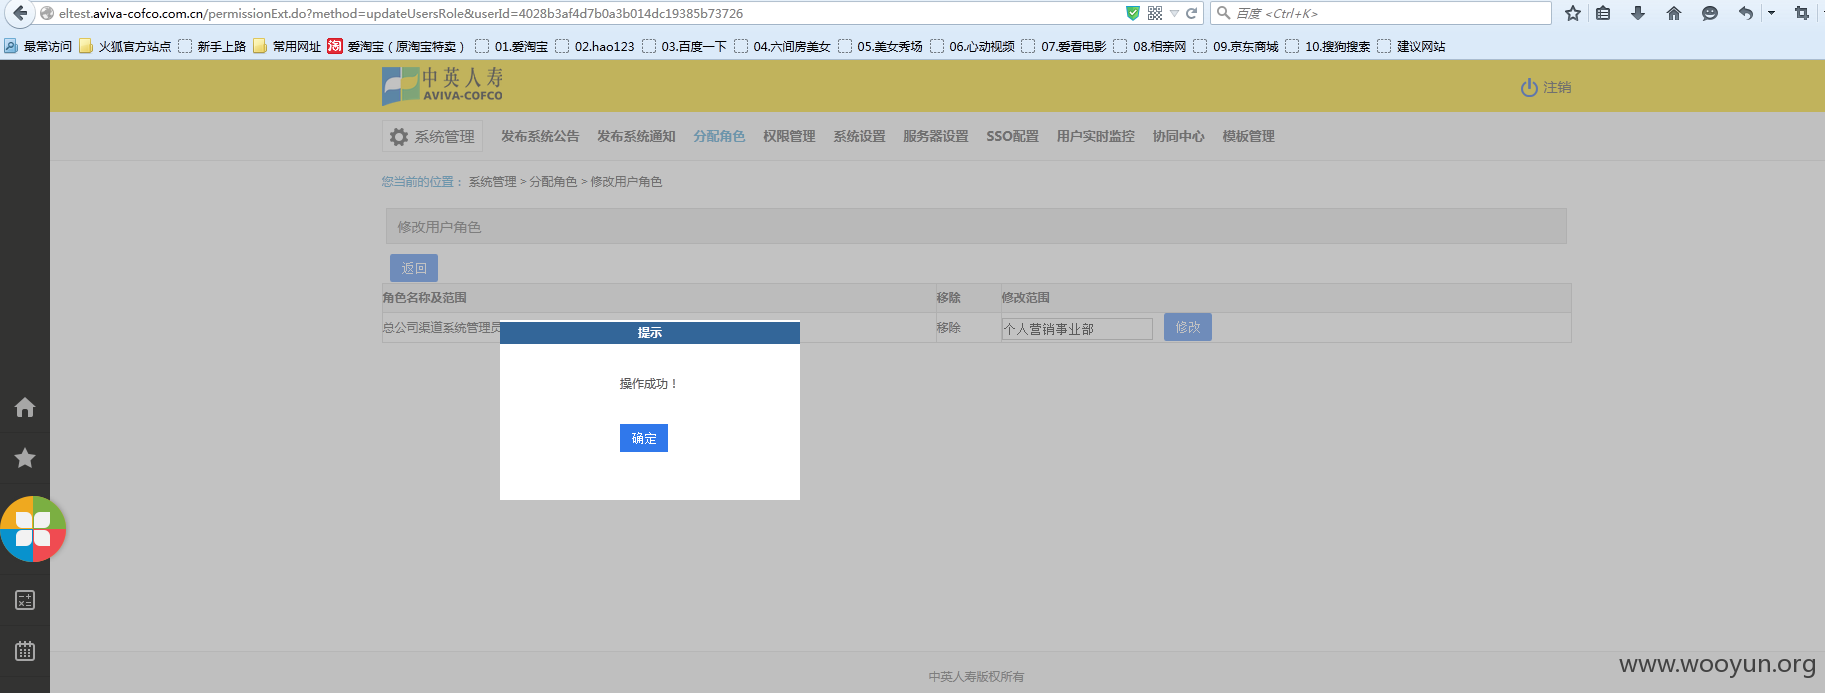 eltest.aviva-cofco.com.cn/permissionExt.do?method=updateUsersRole&userId=4028b3af4d7b0a3b014dc19385b73726
百度 <Ctrl+K>
最常访问 火狐官方站点 新手上路 常用网址 淘 爱淘宝（原淘宝特卖） 01.爱淘宝 02.hao123 03.百度一下 04.六间房美女 05.美女秀场 06.心动视频 07.爱看电影 08.相亲网 09.京东商城 10.搜狗搜索 建议网站
中英人寿
AVIVA-COFCO
注销
系统管理 发布系统公告 发布系统通知 分配角色 权限管理 系统设置 服务器设置 SSO配置 用户实时监控 协同中心 模板管理
您当前的位置： 系统管理 > 分配角色 > 修改用户角色
修改用户角色
返回
角色名称及范围 移除 修改范围
总公司渠道系统管理员 移除 个人营销事业部 修改
提示
操作成功！
确定
www.wooyun.org
中英人寿版权所有